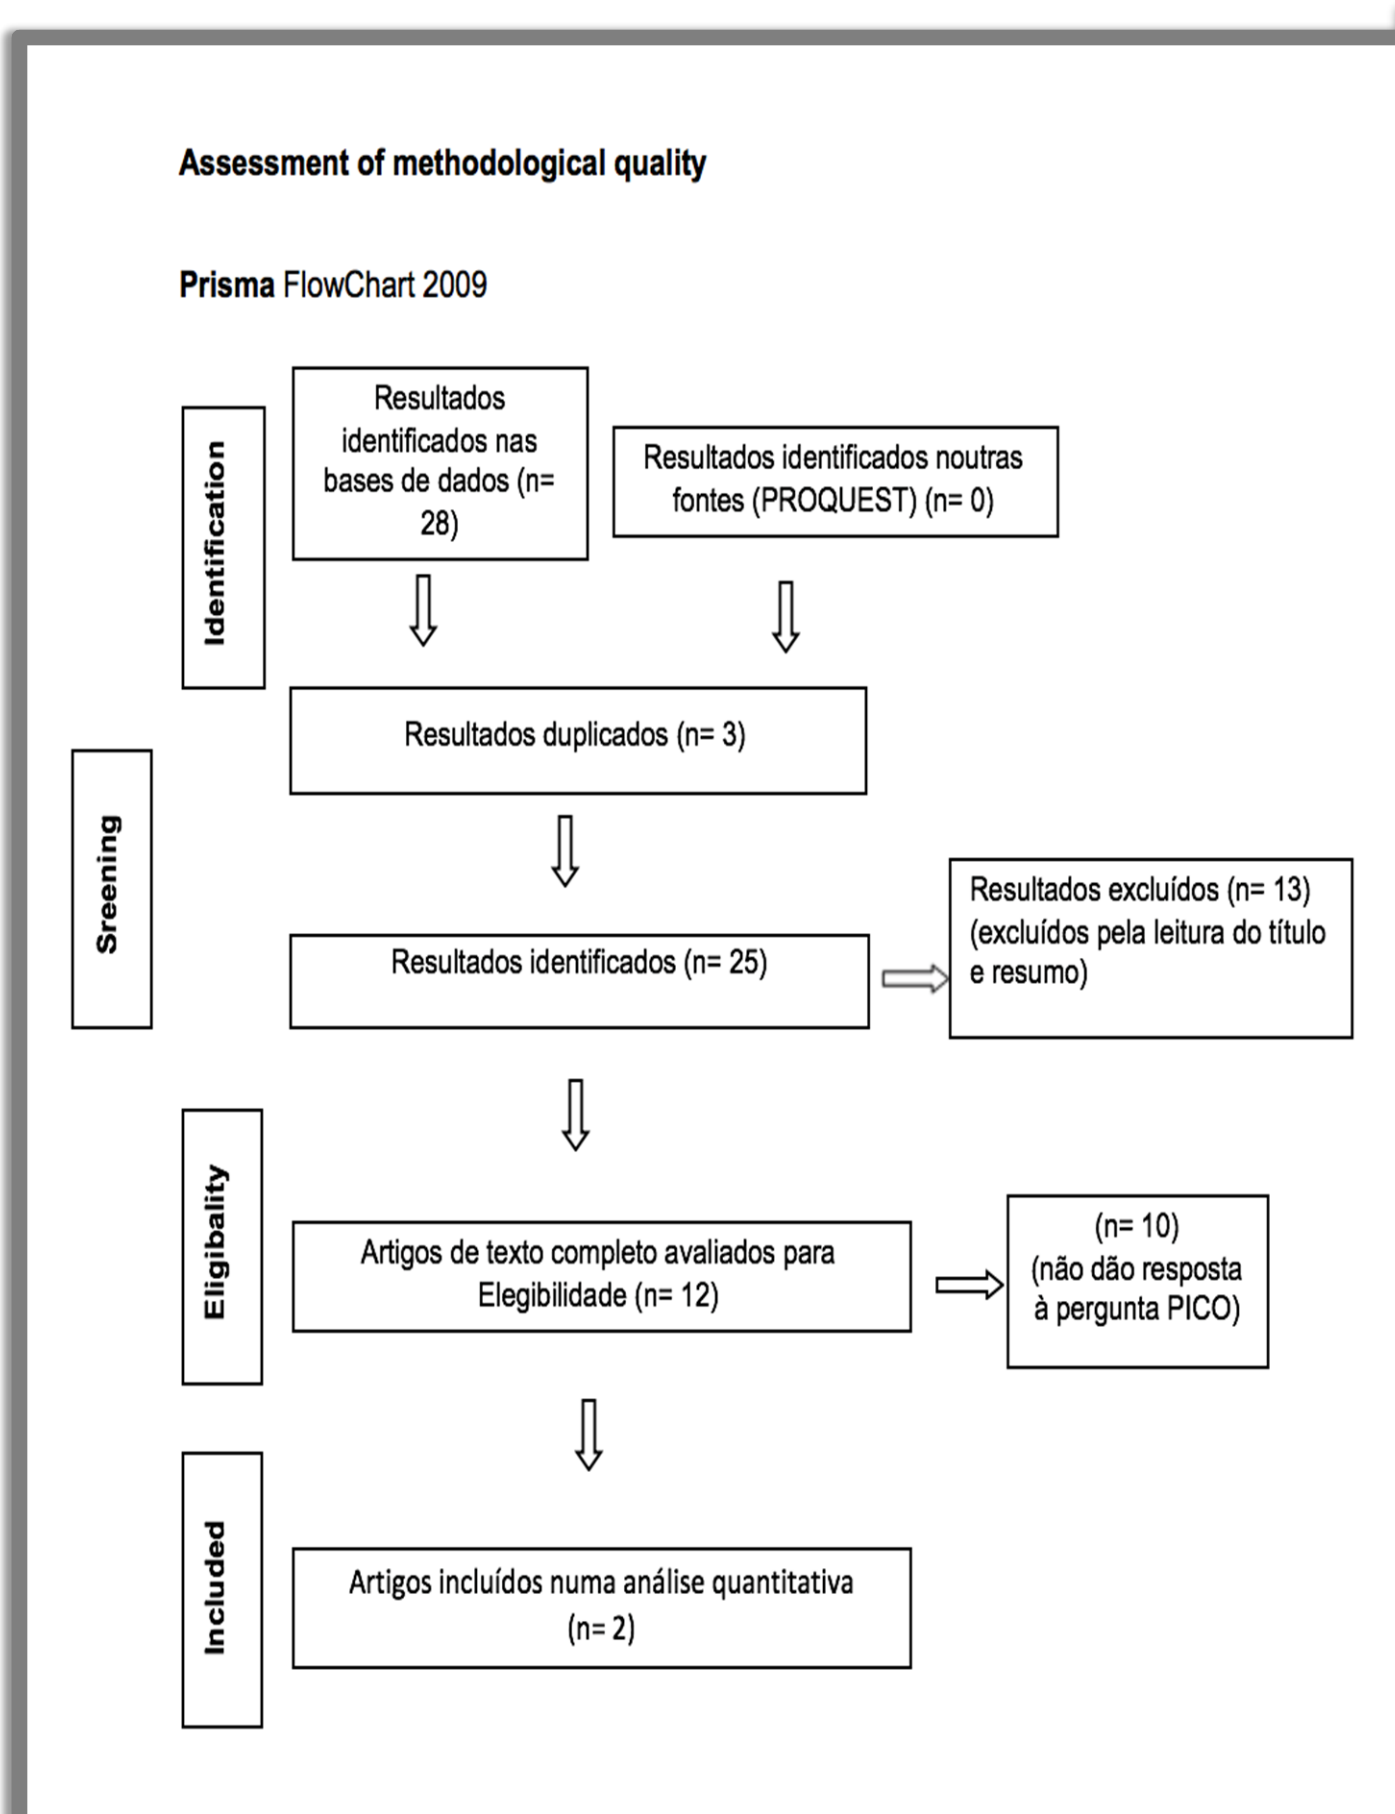 Assessment of methodological quality
Prisma FlowChart 2009
Identification
Resultados
identificados nas
bases de dados (n=
28)
Resultados identificados noutras
fontes (PROQUEST) (n= 0)
Resultados duplicados (n= 3)
Sreening
Resultados identificados (n= 25)
Resultados excluídos (n= 13)
(excluídos pela leitura do título
e resumo)
Eligibality
Artigos de texto completo avaliados para
Elegibilidade (n= 12)
(n= 10)
(não dão resposta
à pergunta PICO)
Included
Artigos incluídos numa análise quantitativa
(n= 2)